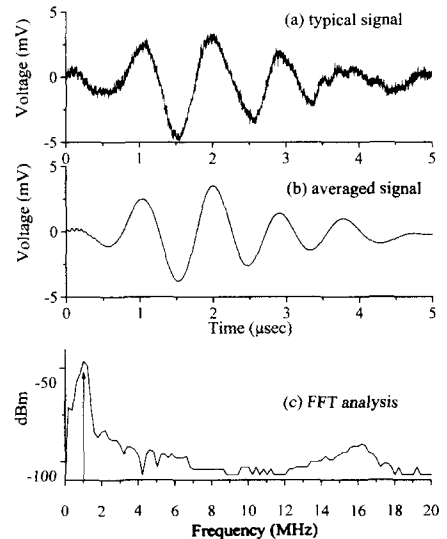 (a) typical signal
Voltage (mV)
5
0
-5
0 1 2 3 4 5
(b) averaged signal
Voltage (mV)
5
0
-5
0 1 2 3 4 5
Time (μsec)
(c) FFT analysis
dBm
-50
-100
0 2 4 6 8 10 12 14 16 18 20
Frequency (MHz)